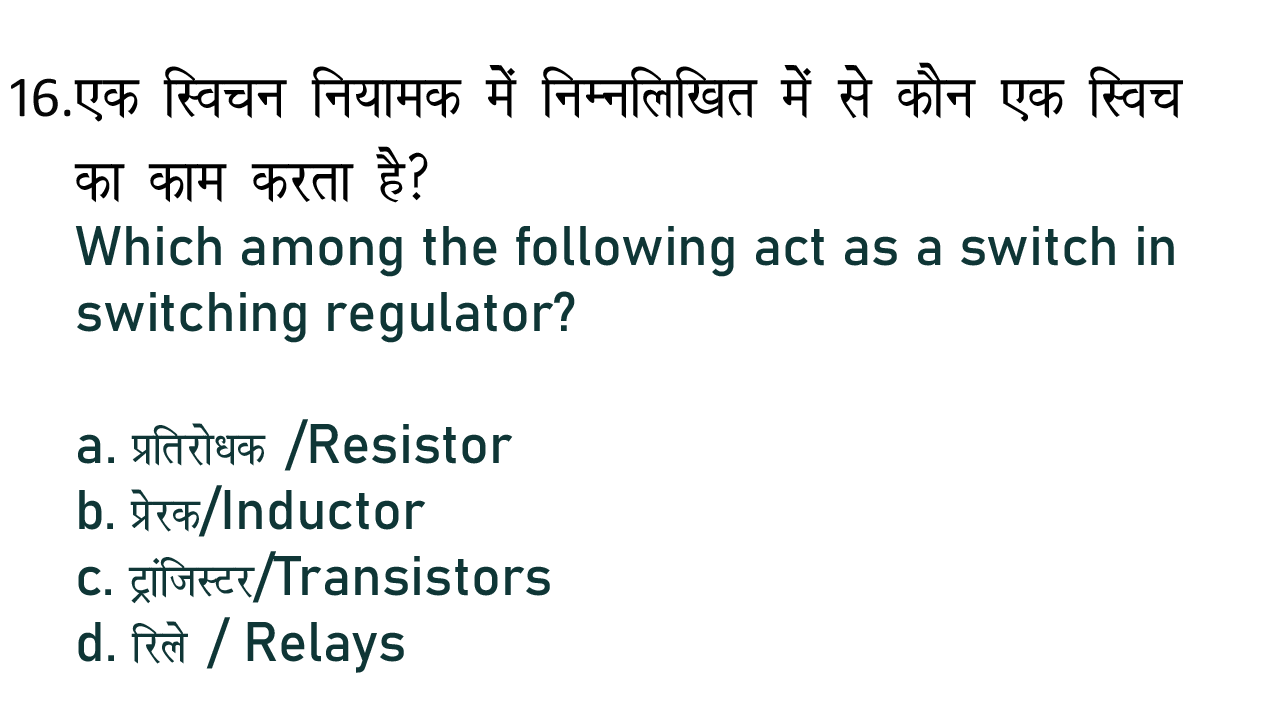 16.एक स्विचन नियामक में निम्नलिखित में से कौन एक स्विच
का काम करता है?
Which among the following act as a switch in
switching regulator?
a. प्रतिरोधक /Resistor
b. प्रेरक/Inductor
c. ट्रांजिस्टर/Transistors
d. रिले / Relays